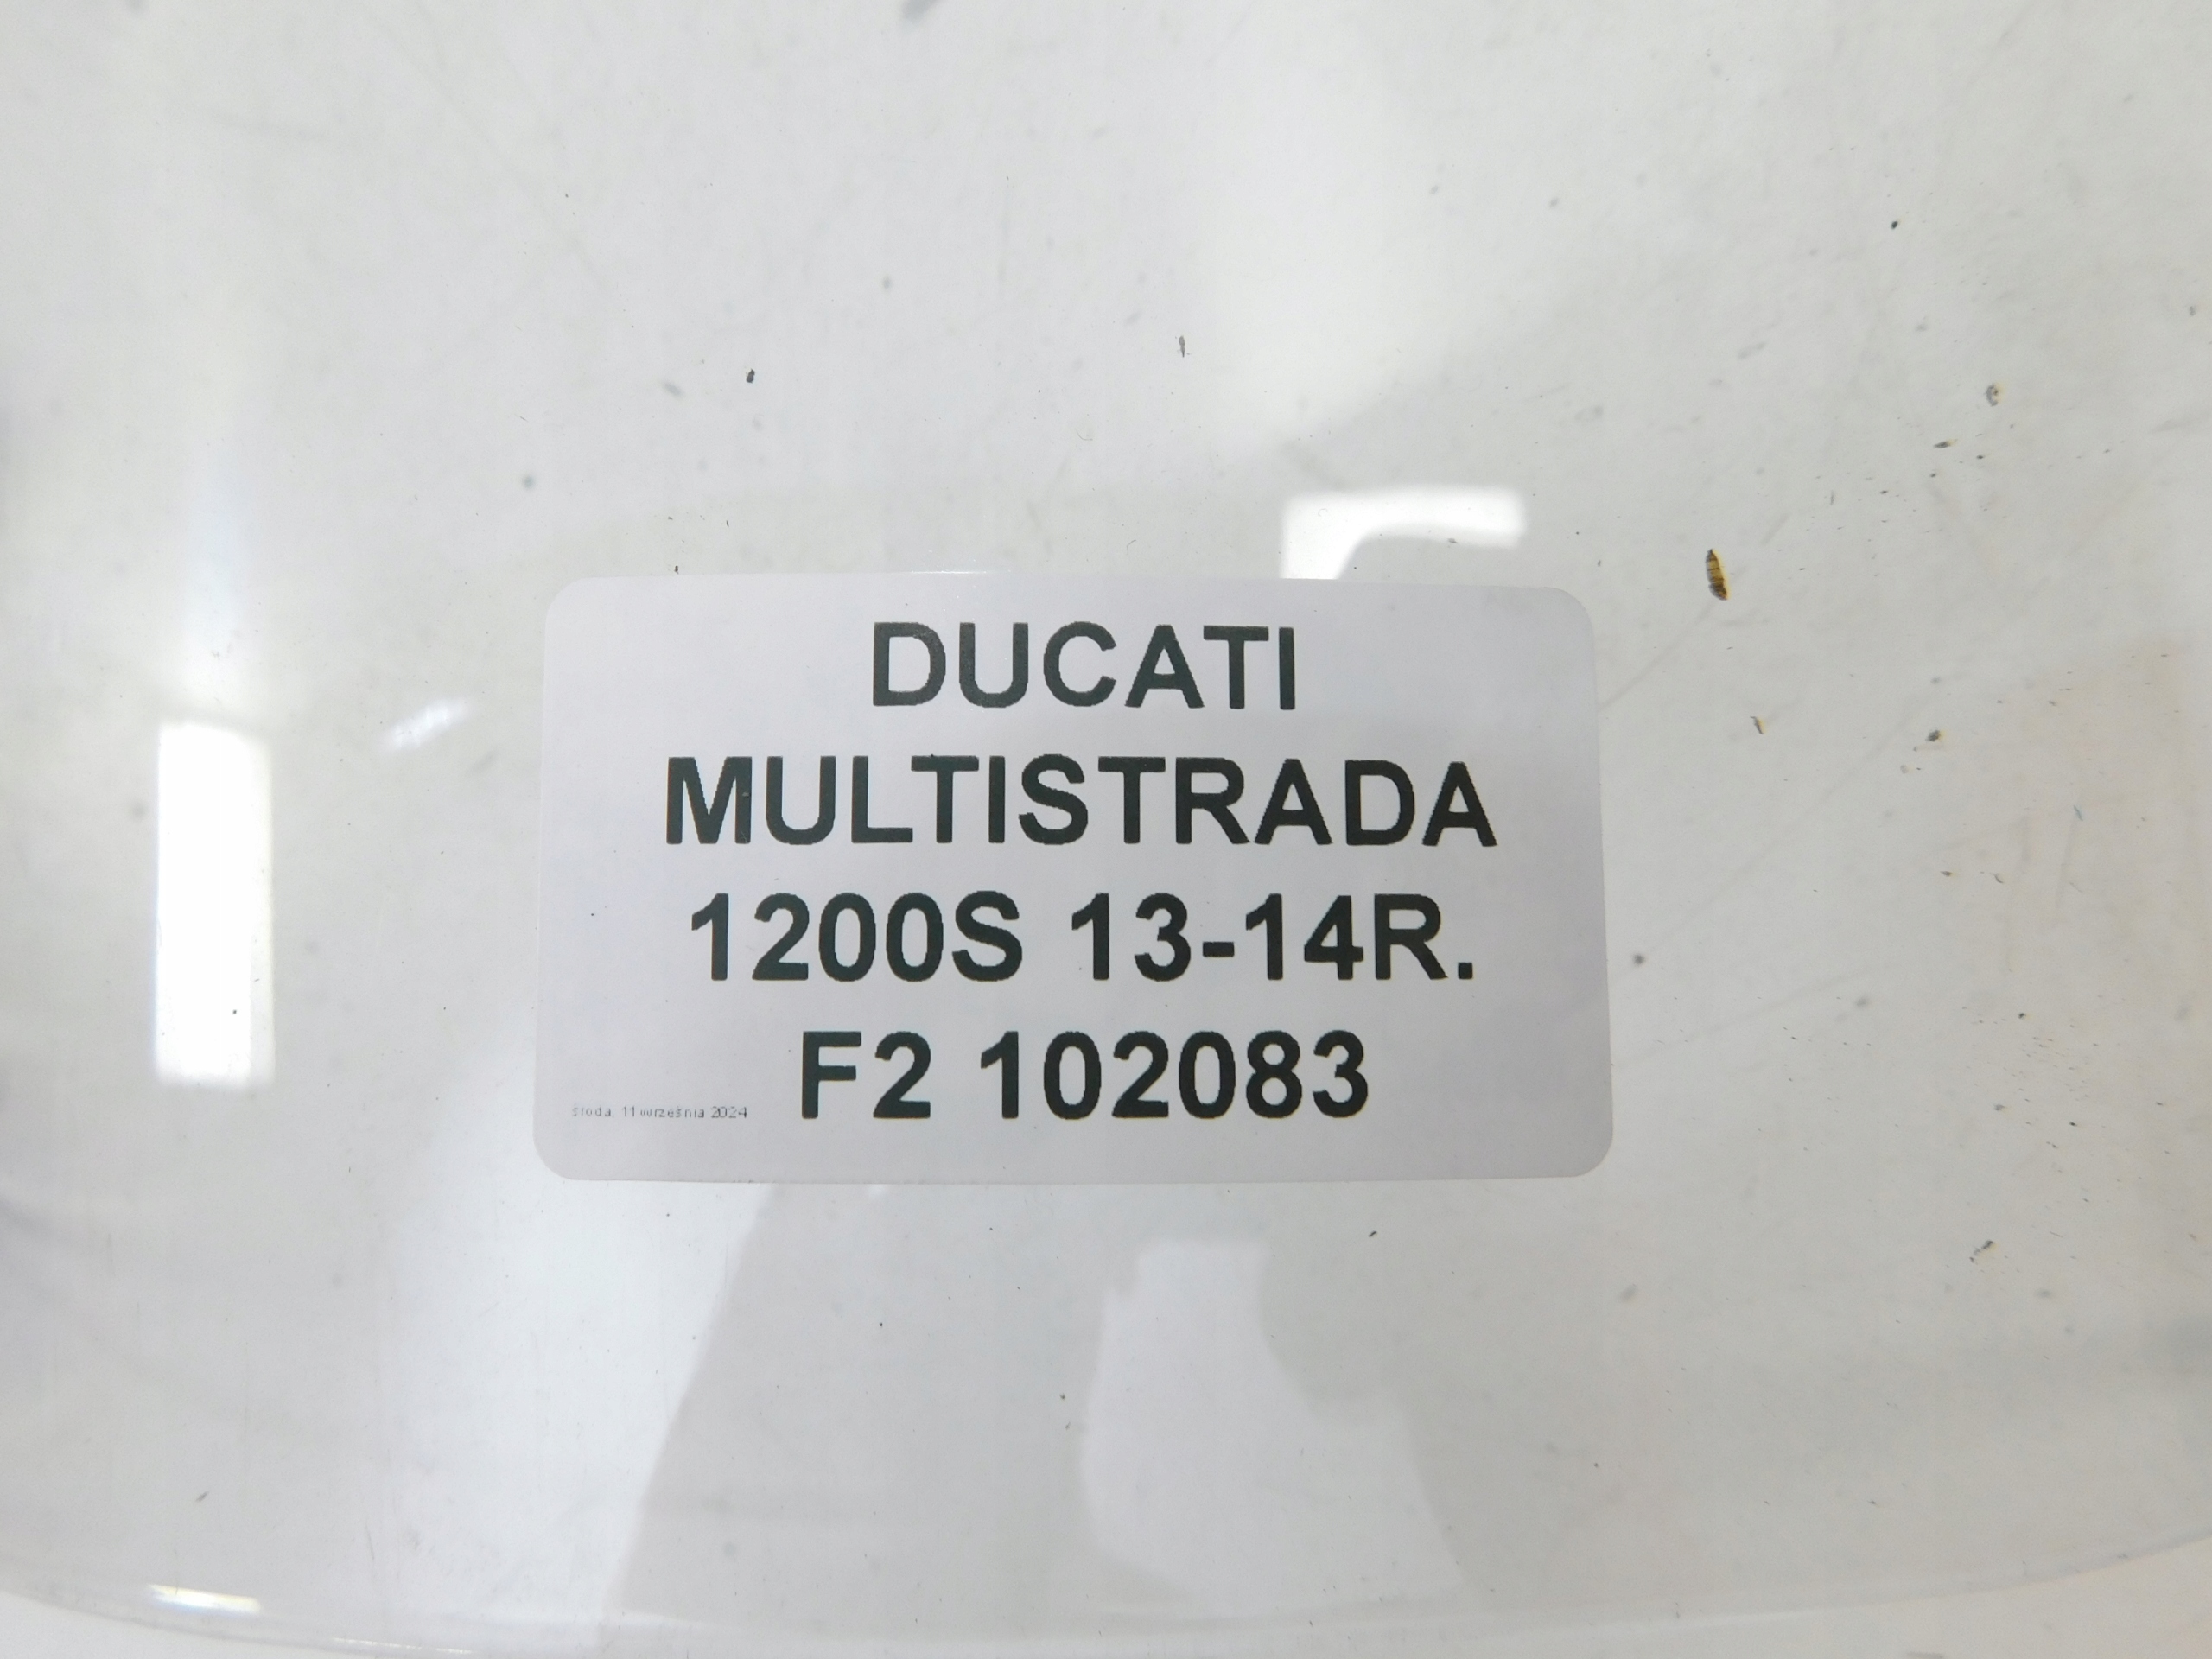 DUCATI
MULTISTRADA
1200S 13-14R.
F2 102083
środa, 11 września 2024